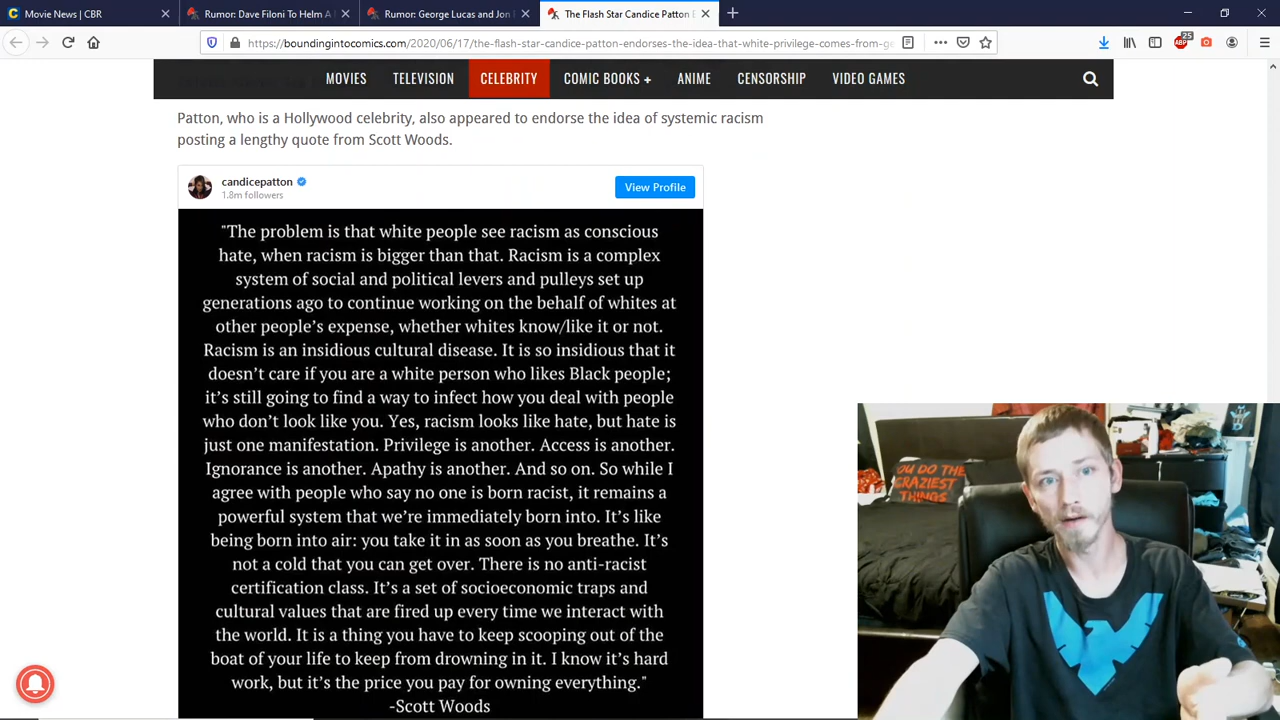 Movie News | CBR
Rumor: Dave Filoni To Helm A
Rumor: George Lucas and Jon
The Flash Star Candice Patton
https://boundingintocomics.com/2020/06/17/the-flash-star-candice-patton-endorses-the-idea-that-white-privilege-comes-from-ge
ABP
25
MOVIES
TELEVISION
CELEBRITY
COMIC BOOKS +
ANIME
CENSORSHIP
VIDEO GAMES
Patton, who is a Hollywood celebrity, also appeared to endorse the idea of systemic racism
posting a lengthy quote from Scott Woods.
candicepatton
1.8m followers
View Profile
"The problem is that white people see racism as conscious
hate, when racism is bigger than that. Racism is a complex
system of social and political levers and pulleys set up
generations ago to continue working on the behalf of whites at
other people's expense, whether whites know/like it or not.
Racism is an insidious cultural disease. It is so insidious that it
doesn't care if you are a white person who likes Black people;
it's still going to find a way to infect how you deal with people
who don't look like you. Yes, racism looks like hate, but hate is
just one manifestation. Privilege is another. Access is another.
Ignorance is another. Apathy is another. And so on. So while I
agree with people who say no one is born racist, it remains a
powerful system that we're immediately born into. It's like
being born into air: you take it in as soon as you breathe. It's
not a cold that you can get over. There is no anti-racist
certification class. It's a set of socioeconomic traps and
cultural values that are fired up every time we interact with
the world. It is a thing you have to keep scooping out of the
boat of your life to keep from drowning in it. I know it's hard
work, but it's the price you pay for owning everything."
-Scott Woods
YOU DO THE
CRAZIEST
THINGS